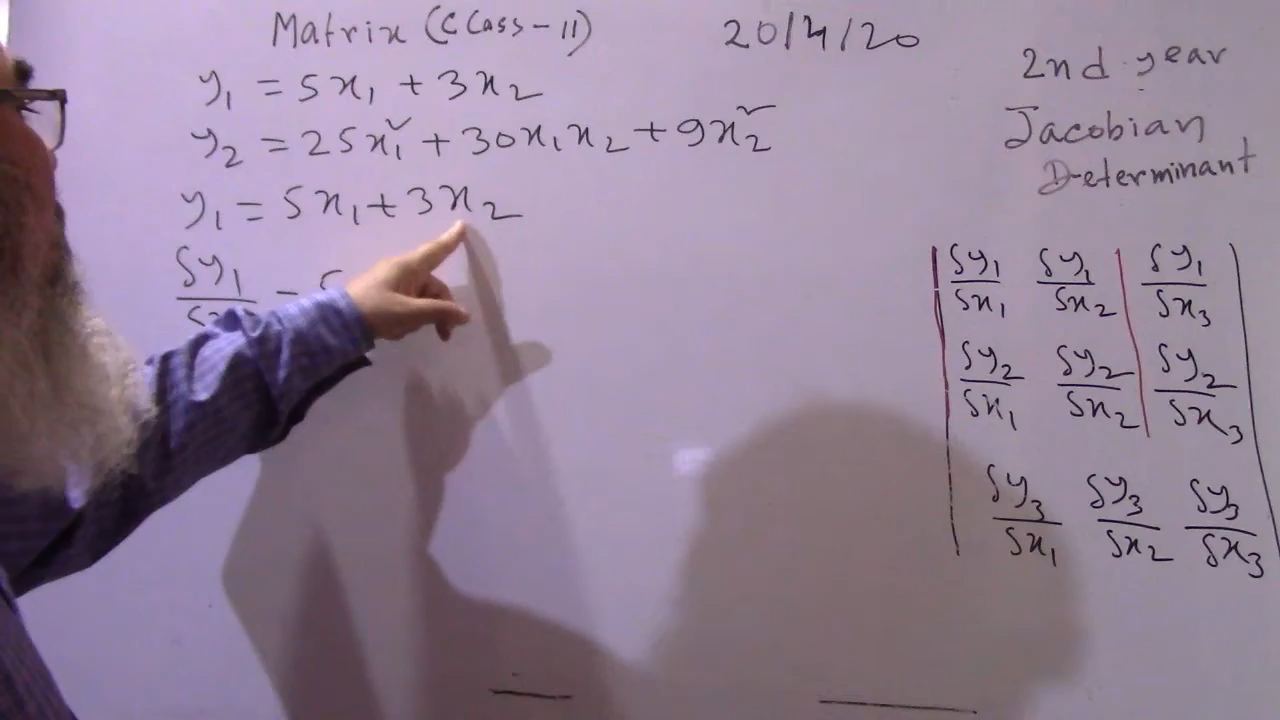 Matrix (Class-11)
20/4/20
y₁ = 5x₁ + 3x₂
y₂ = 25x₁² + 30x₁x₂ + 9x₂²
y₁ = 5x₁ + 3x₂
δy₁
2nd year
Jacobian
Determinant
δy₁/δx₁ δy₁/δx₂ δy₁/δx₃
δy₂/δx₁ δy₂/δx₂ δy₂/δx₃
δy₃/δx₁ δy₃/δx₂ δy₃/δx₃